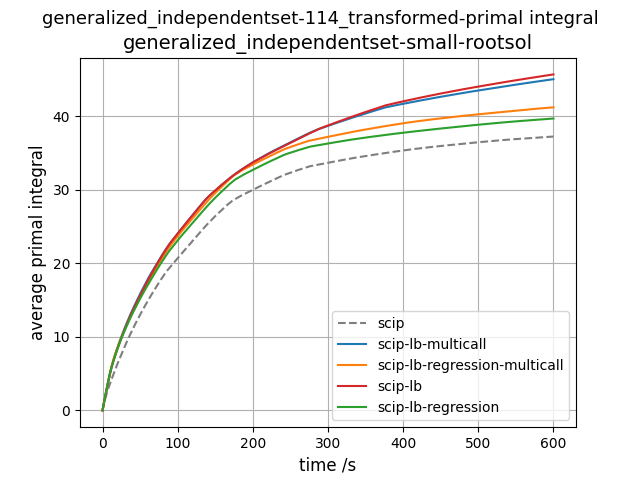 generalized_independentset-114_transformed-primal integral
generalized_independentset-small-rootsol
average primal integral
40
30
20
10
0
0 100 200 300 400 500 600
time /s
scip
scip-lb-multicall
scip-lb-regression-multicall
scip-lb
scip-lb-regression